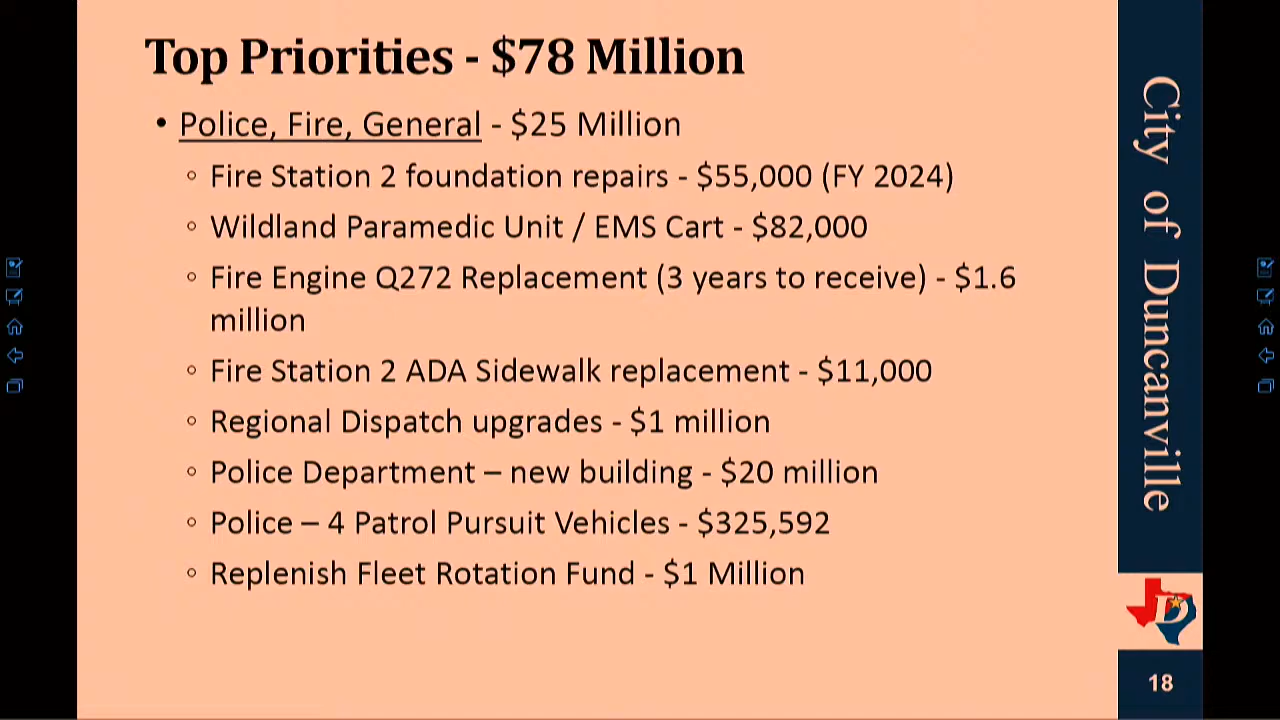 Top Priorities - $78 Million
• Police, Fire, General - $25 Million
◦ Fire Station 2 foundation repairs - $55,000 (FY 2024)
◦ Wildland Paramedic Unit / EMS Cart - $82,000
◦ Fire Engine Q272 Replacement (3 years to receive) - $1.6
million
◦ Fire Station 2 ADA Sidewalk replacement - $11,000
◦ Regional Dispatch upgrades - $1 million
◦ Police Department – new building - $20 million
◦ Police – 4 Patrol Pursuit Vehicles - $325,592
◦ Replenish Fleet Rotation Fund - $1 Million
City of Duncanville
D
18